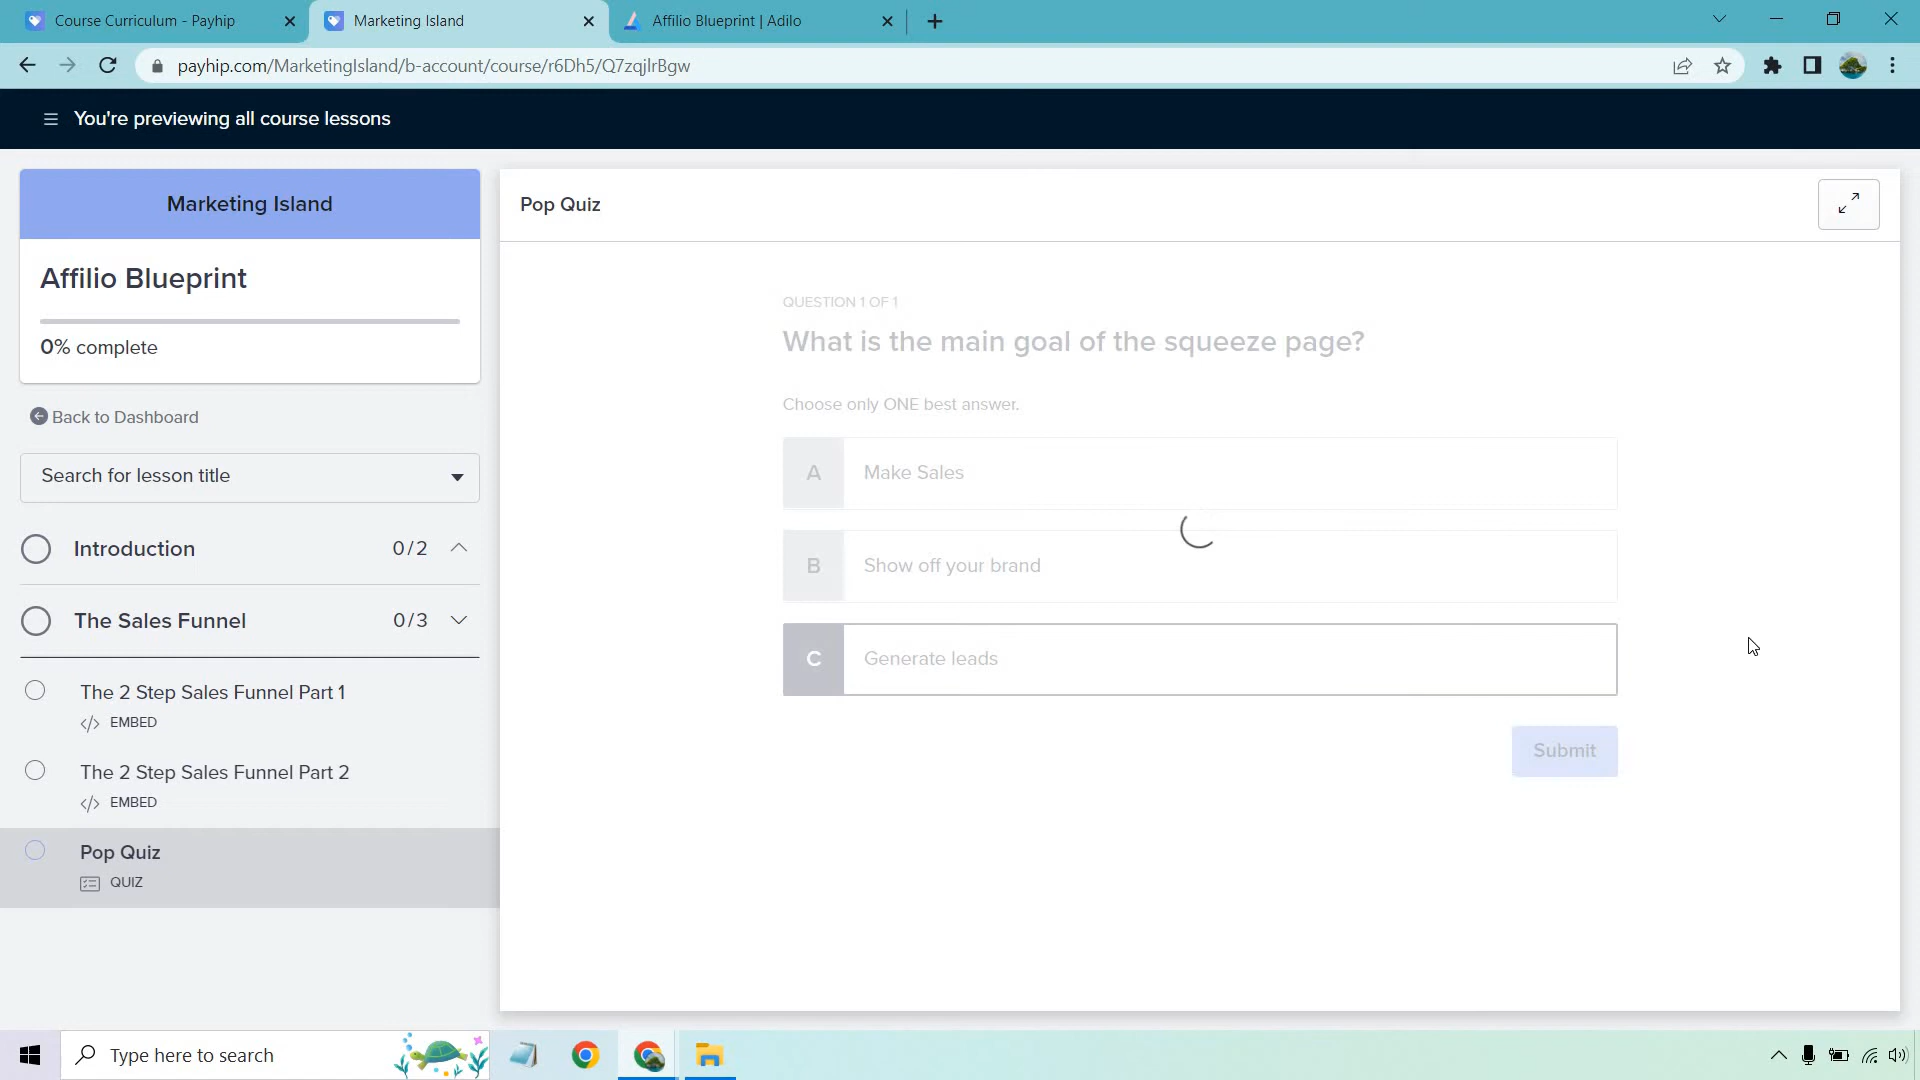 Course Curriculum - Payhip
Marketing Island
Affilio Blueprint | Adilo
payhip.com/MarketingIsland/b-account/course/r6Dh5/Q7zqjlrBgw
You're previewing all course lessons
Marketing Island
Affilio Blueprint
0% complete
Back to Dashboard
Search for lesson title
Introduction 0/2
The Sales Funnel 0/3
The 2 Step Sales Funnel Part 1
EMBED
The 2 Step Sales Funnel Part 2
EMBED
Pop Quiz
QUIZ
Pop Quiz
QUESTION 1 OF 1
What is the main goal of the squeeze page?
Choose only ONE best answer.
A Make Sales
B Show off your brand
C Generate leads
Submit
Type here to search